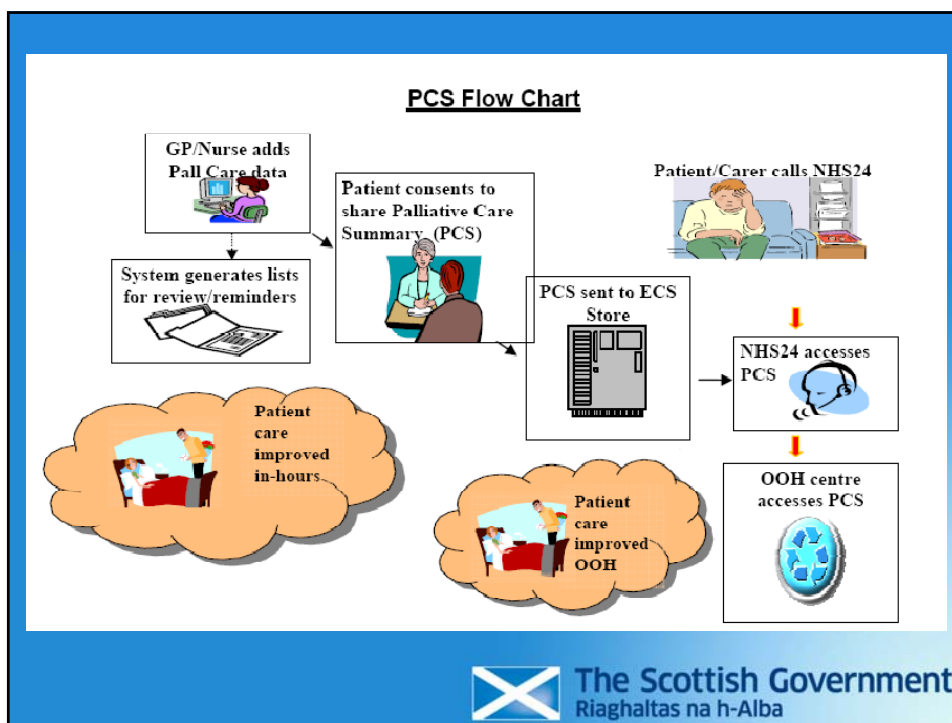 PCS Flow Chart
GP/Nurse adds
Pall Care data
Patient consents to
share Palliative Care
Summary (PCS)
Patient/Carer calls NHS24
System generates lists
for review/reminders
PCS sent to ECS
Store
NHS24 accesses
PCS
Patient
care
improved
in-hours
Patient
care
improved
OOH
OOH centre
accesses PCS
The Scottish Government
Riaghaltas na h-Alba